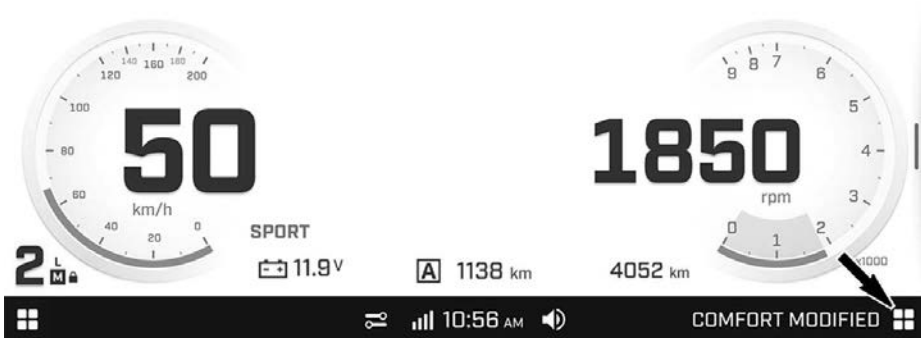 120 140 160 180 200
100
80
60
40
20
0
50
km/h
9 8 7 6
5
4
3
2
1
0
1850
rpm
x1000
SPORT
2 L M
11.9 V
A 1138 km
4052 km
10:56 AM
COMFORT MODIFIED